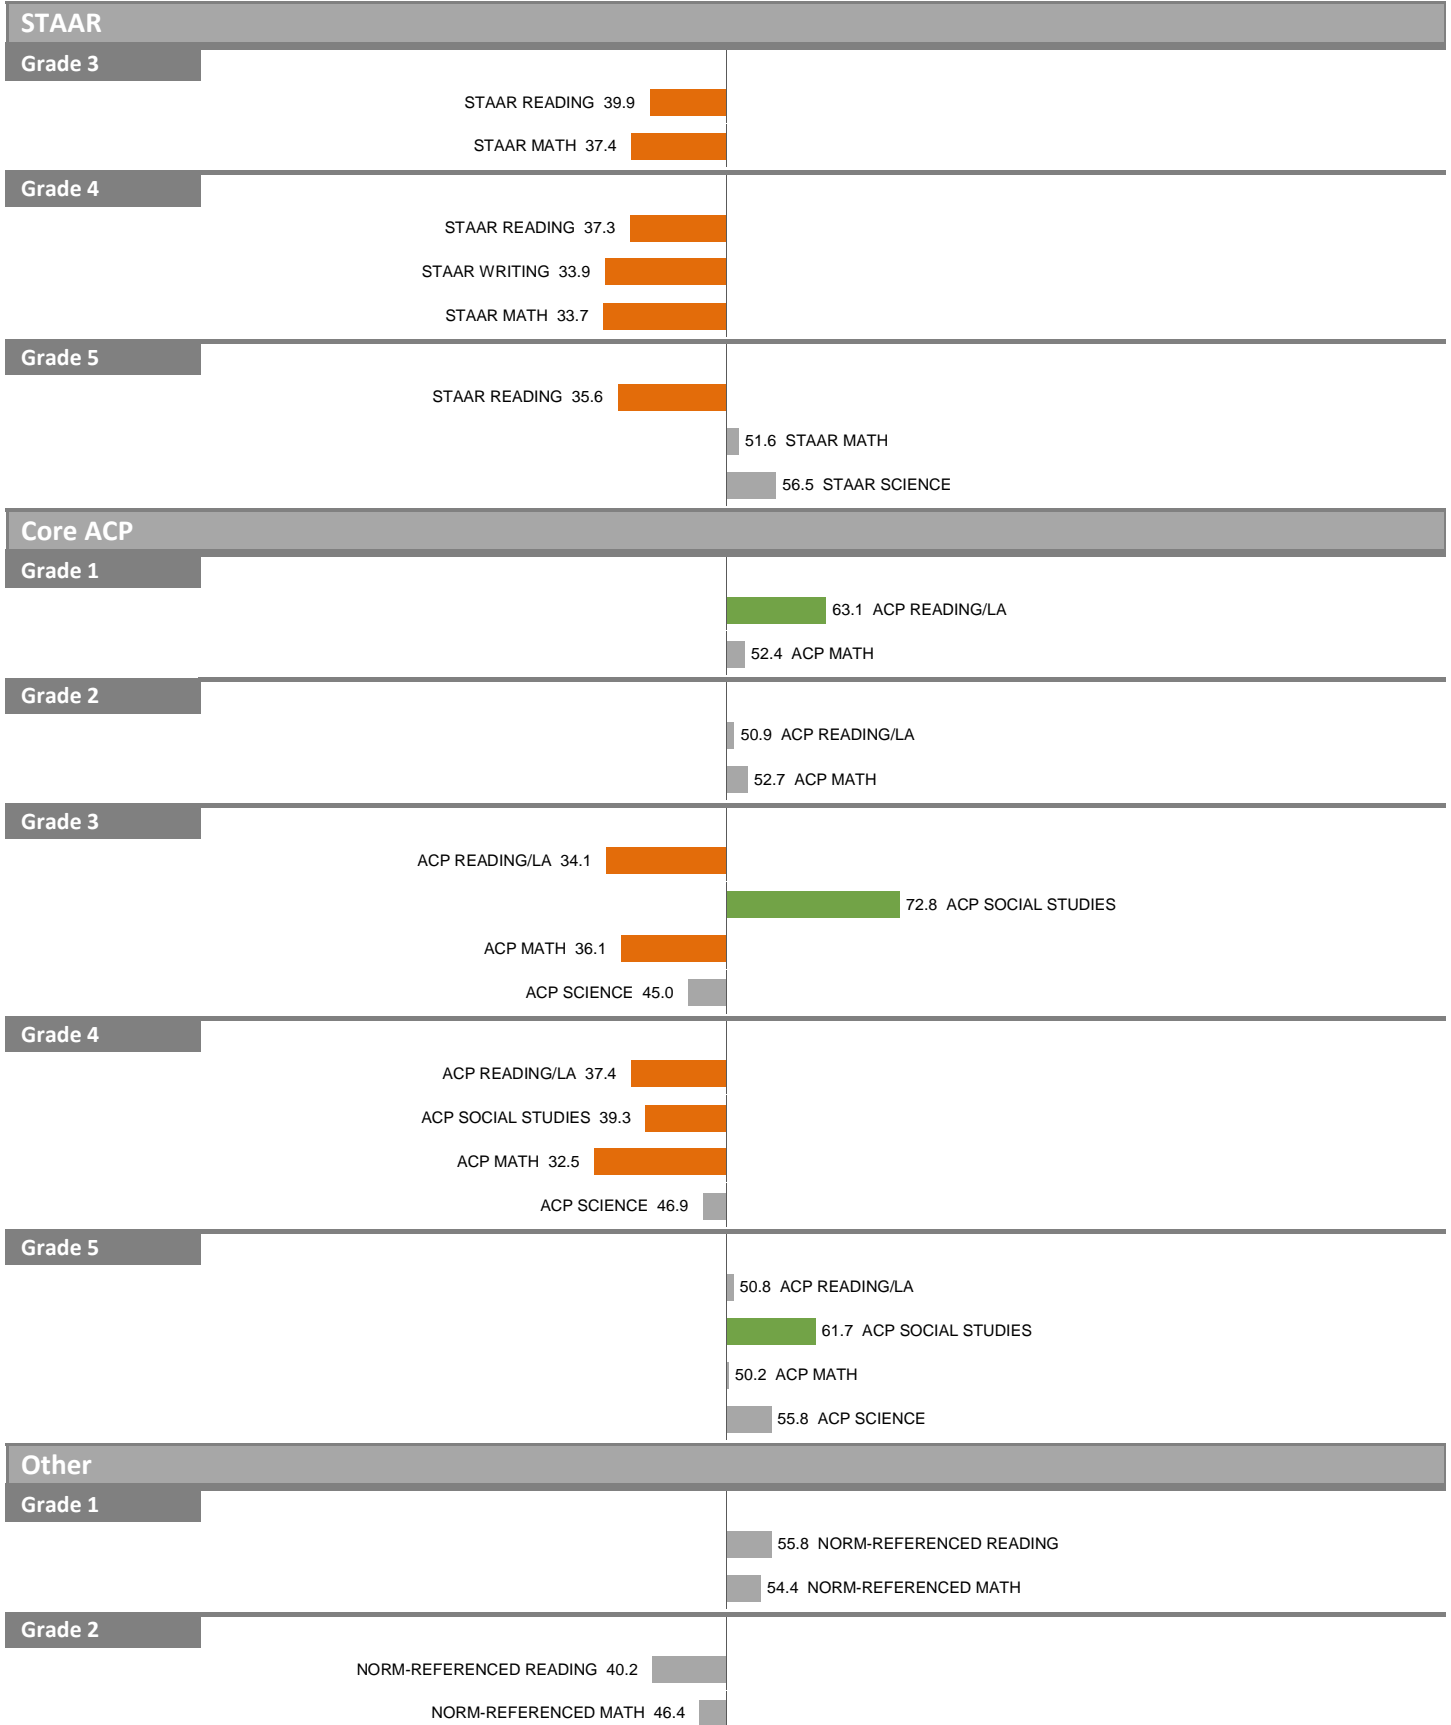 STAAR
Grade 3
STAAR READING 39.9
STAAR MATH 37.4
Grade 4
STAAR READING 37.3
STAAR WRITING 33.9
STAAR MATH 33.7
Grade 5
STAAR READING 35.6
51.6 STAAR MATH
56.5 STAAR SCIENCE
Core ACP
Grade 1
63.1 ACP READING/LA
52.4 ACP MATH
Grade 2
50.9 ACP READING/LA
52.7 ACP MATH
Grade 3
ACP READING/LA 34.1
72.8 ACP SOCIAL STUDIES
ACP MATH 36.1
ACP SCIENCE 45.0
Grade 4
ACP READING/LA 37.4
ACP SOCIAL STUDIES 39.3
ACP MATH 32.5
ACP SCIENCE 46.9
Grade 5
50.8 ACP READING/LA
61.7 ACP SOCIAL STUDIES
50.2 ACP MATH
55.8 ACP SCIENCE
Other
Grade 1
55.8 NORM-REFERENCED READING
54.4 NORM-REFERENCED MATH
Grade 2
NORM-REFERENCED READING 40.2
NORM-REFERENCED MATH 46.4